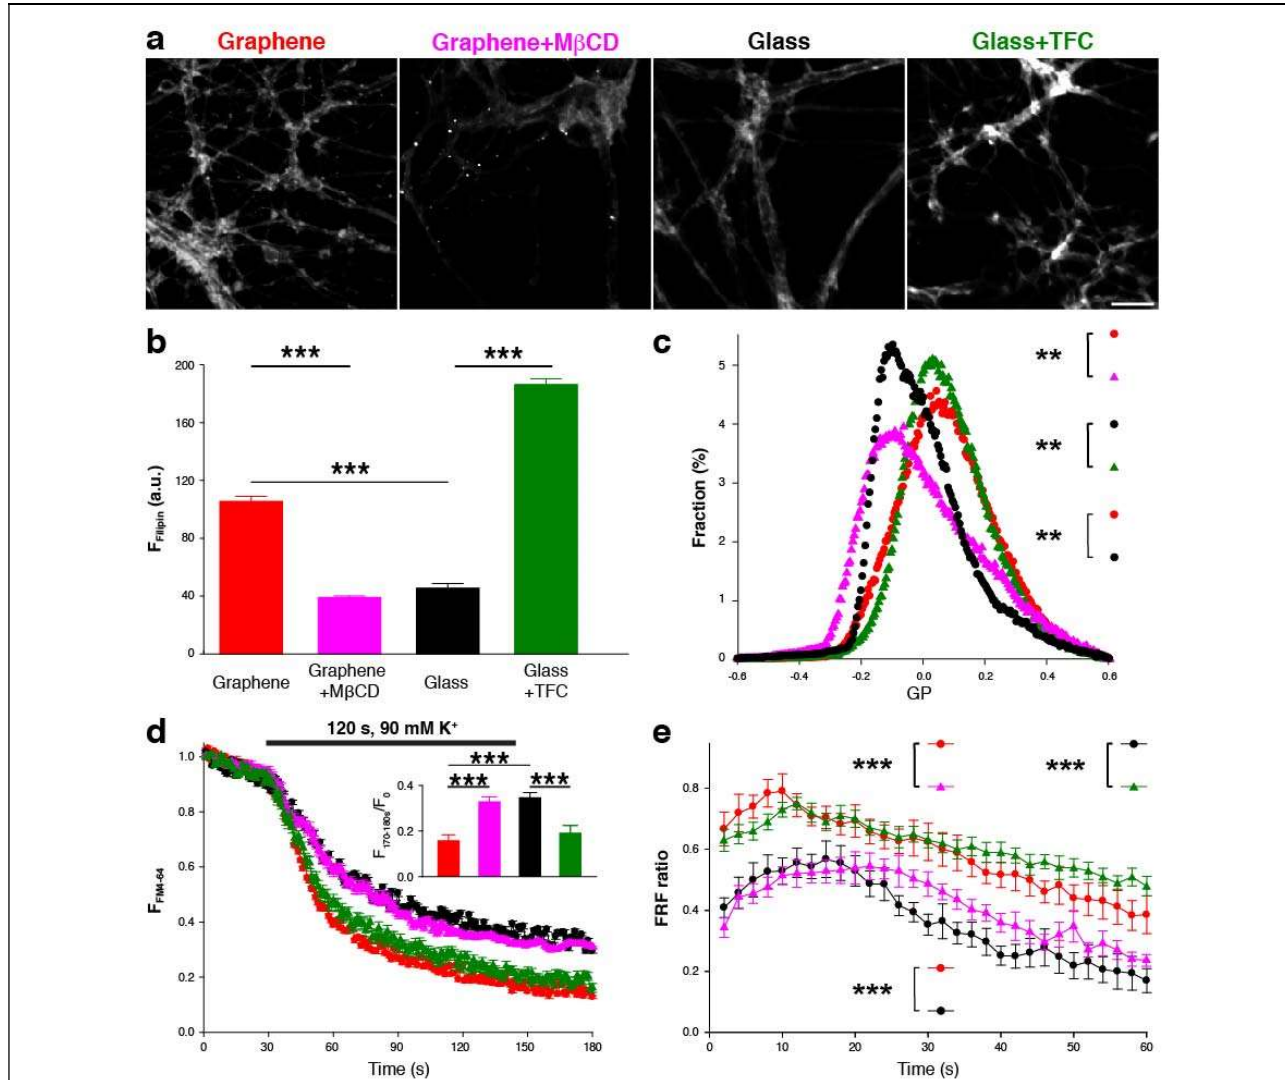 a
Graphene
Graphene+MβCD
Glass
Glass+TFC
b
***
***
***
200
160
120
80
40
0
F_Filipin (a.u.)
Graphene
Graphene
+MβCD
Glass
Glass
+TFC
c
5
4
3
2
1
0
Fraction (%)
-0.6
-0.4
-0.2
0.0
0.2
0.4
0.6
GP
**
**
**
d
120 s, 90 mM K⁺
1.0
0.8
0.6
0.4
0.2
0.0
F_FM4-64
0
30
60
90
120
150
180
Time (s)
***
***
***
0.4
0.2
0.0
F_170-180s/F_0
e
***
***
***
0.8
0.6
0.4
0.2
0.0
FRF ratio
0
10
20
30
40
50
60
Time (s)